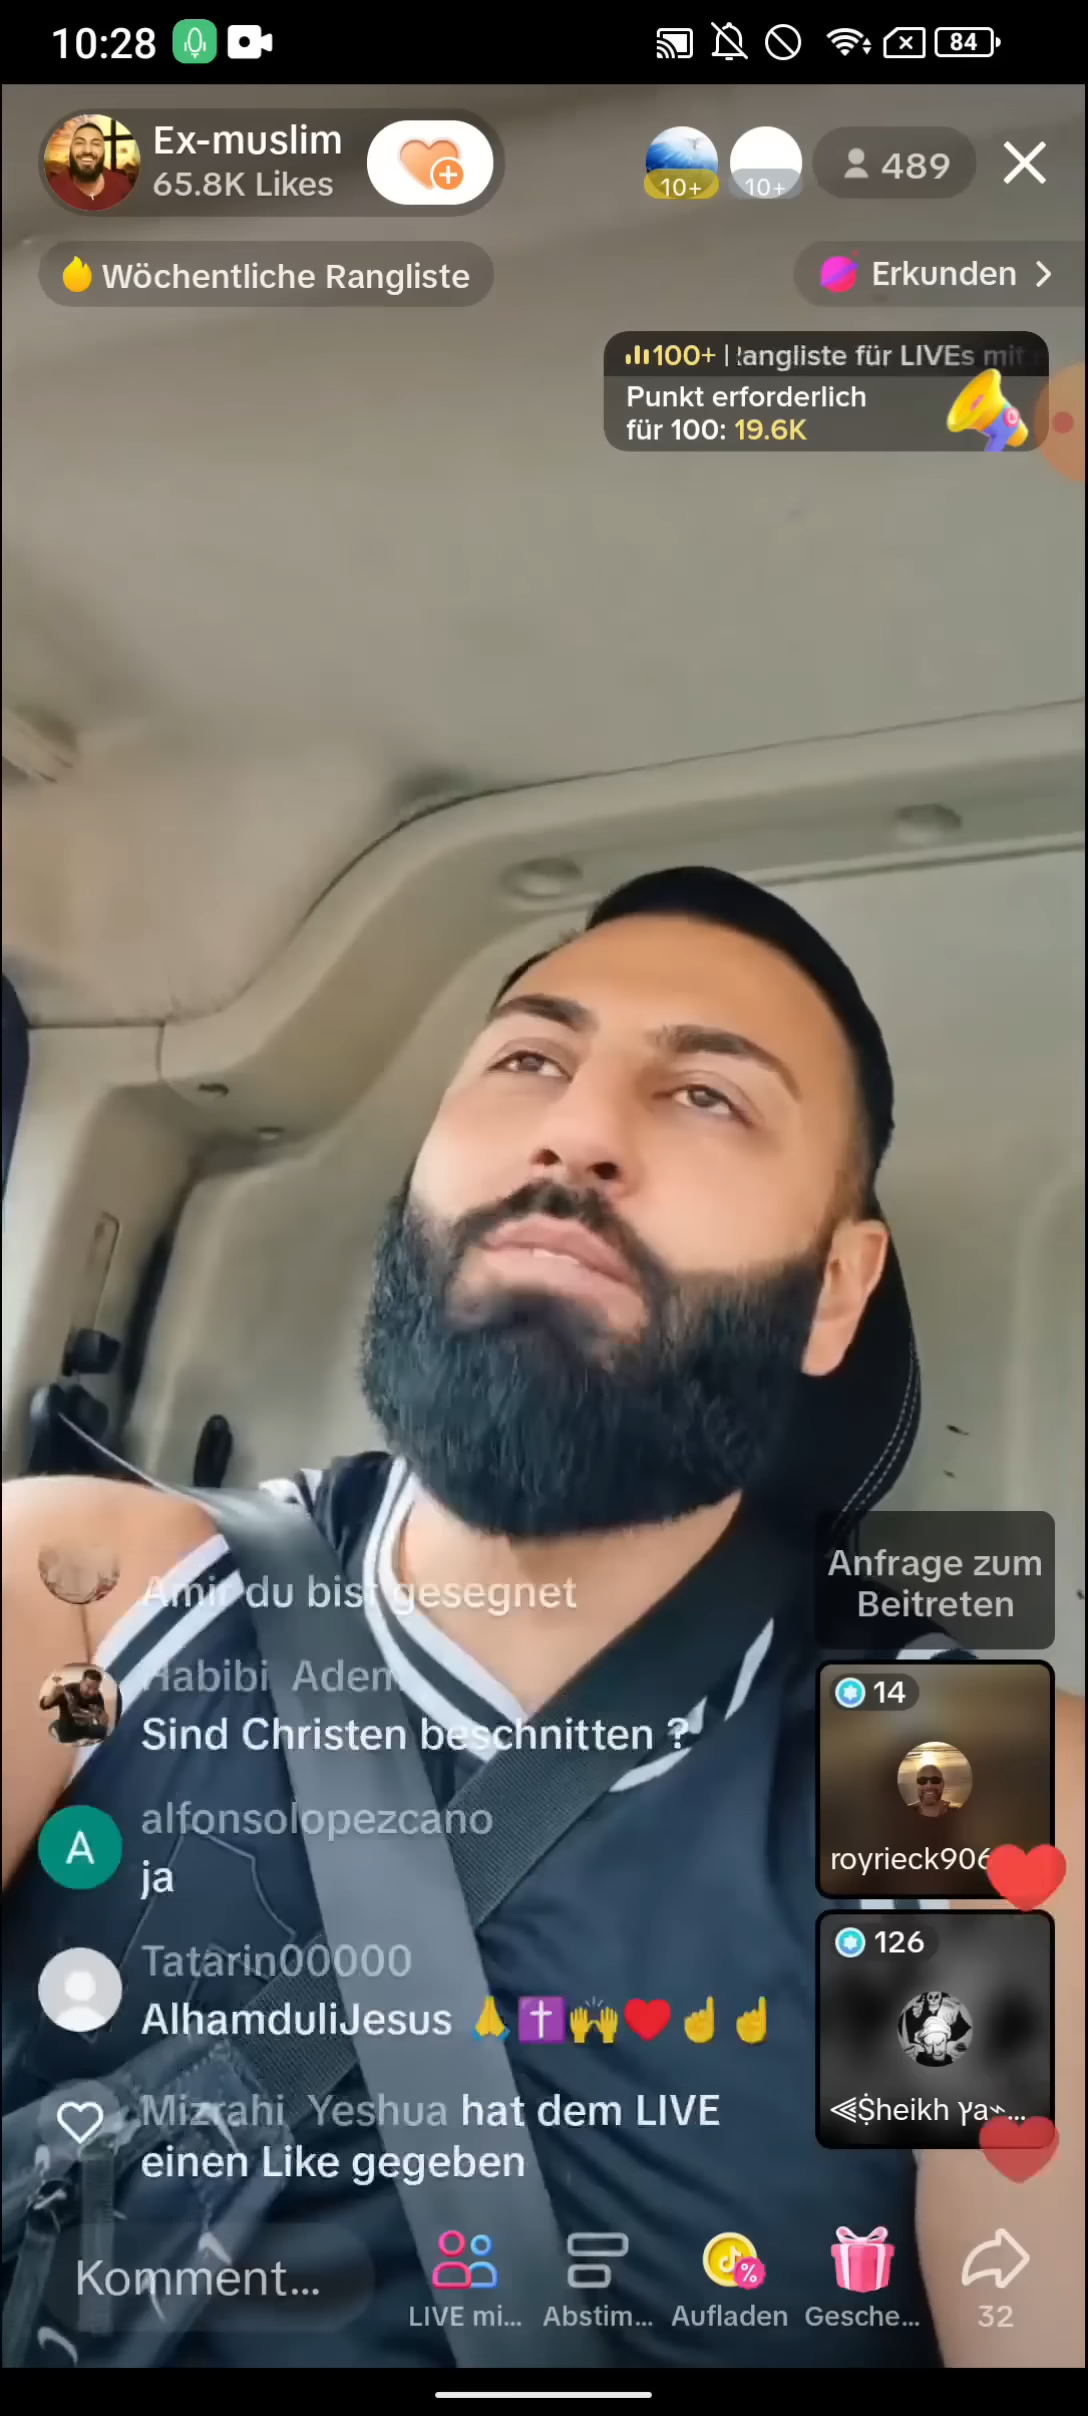 10:28
84
Ex-muslim
65.8K Likes
10+
10+
489
Wöchentliche Rangliste
Erkunden
100+ | angliste für LIVEs mit
Punkt erforderlich
für 100: 19.6K
Anfrage zum
Beitreten
Amir du bist gesegnet
Habibi Adem
Sind Christen beschnitten ?
14
royrieck906
alfonsolopezcano
A
ja
Tatarin00000
AlhamduliJesus 🙏✝️🙌❤️☝️☝️
126
Mizrahi Yeshua hat dem LIVE
einen Like gegeben
Komment...
LIVE mi...
Abstim...
Aufladen
Gesche...
32